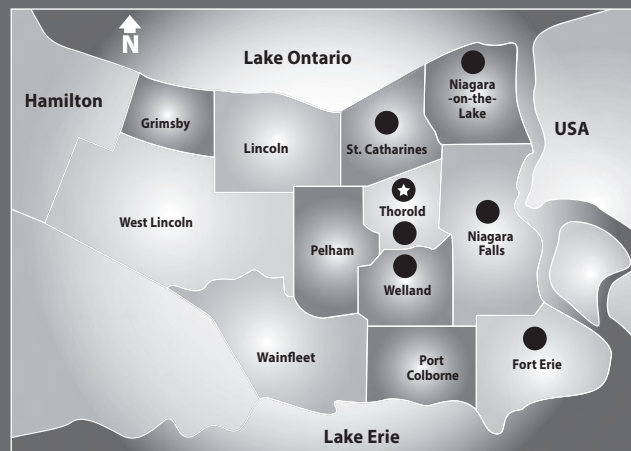 N
Lake Ontario
Hamilton
Grimsby
Lincoln
St. Catharines
Niagara
-on-the-
Lake
USA
West Lincoln
Pelham
Thorold
Niagara
Falls
Welland
Wainfleet
Port
Colborne
Fort Erie
Lake Erie